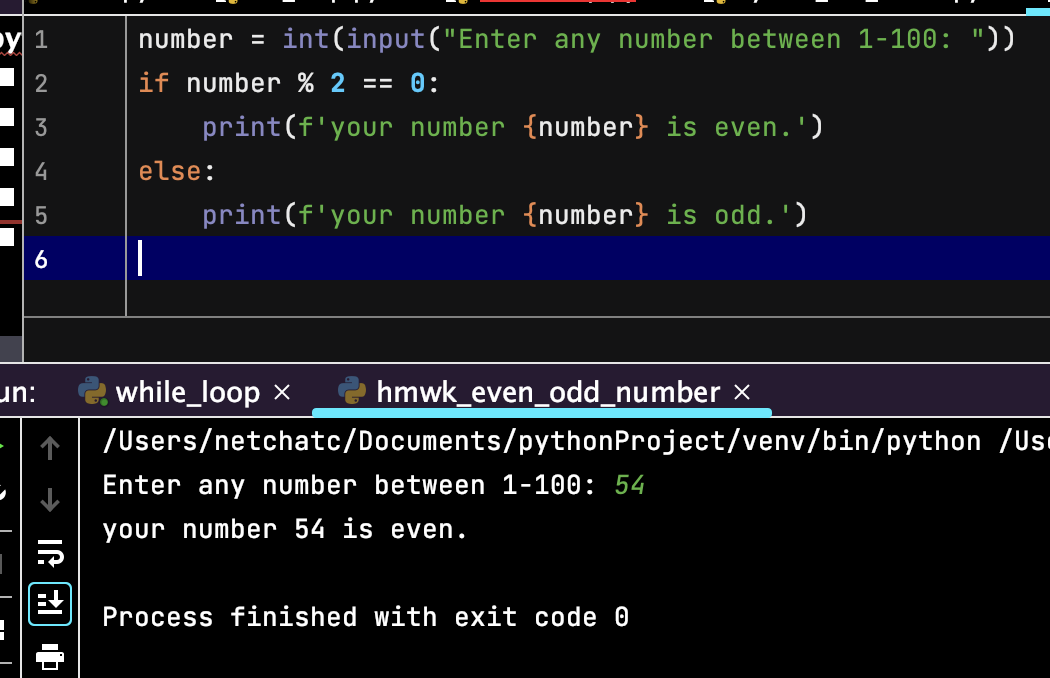 py
1 number = int(input("Enter any number between 1-100: "))
2 if number % 2 == 0:
3     print(f'your number {number} is even.')
4 else:
5     print(f'your number {number} is odd.')
6
un: while_loop × hmwk_even_odd_number ×
/Users/netchatc/Documents/pythonProject/venv/bin/python /Use
Enter any number between 1-100: 54
your number 54 is even.
Process finished with exit code 0